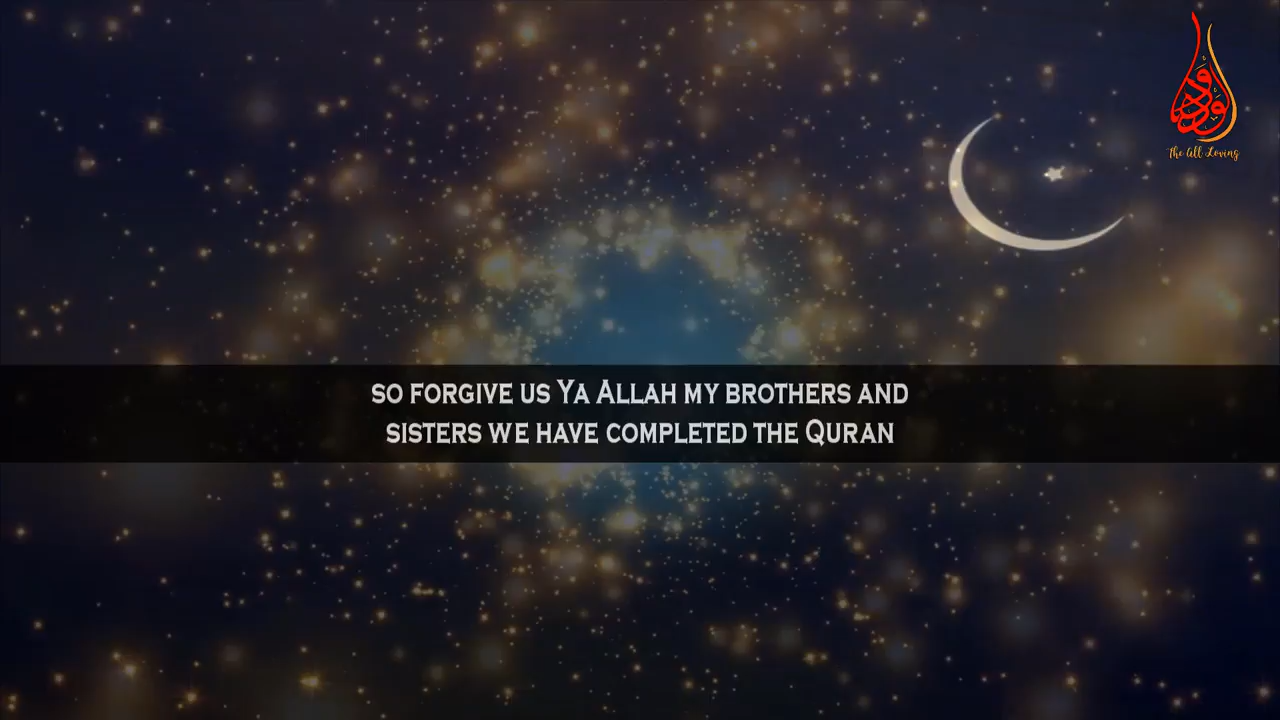 The All Loving
so forgive us Ya Allah my brothers and
sisters we have completed the Quran